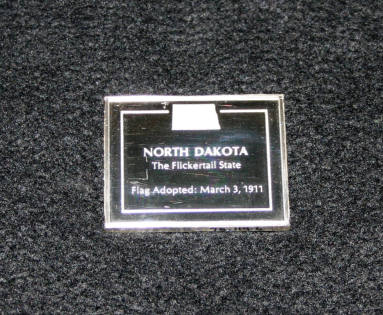 NORTH DAKOTA
The Flickertail State
Flag Adopted: March 3, 1911